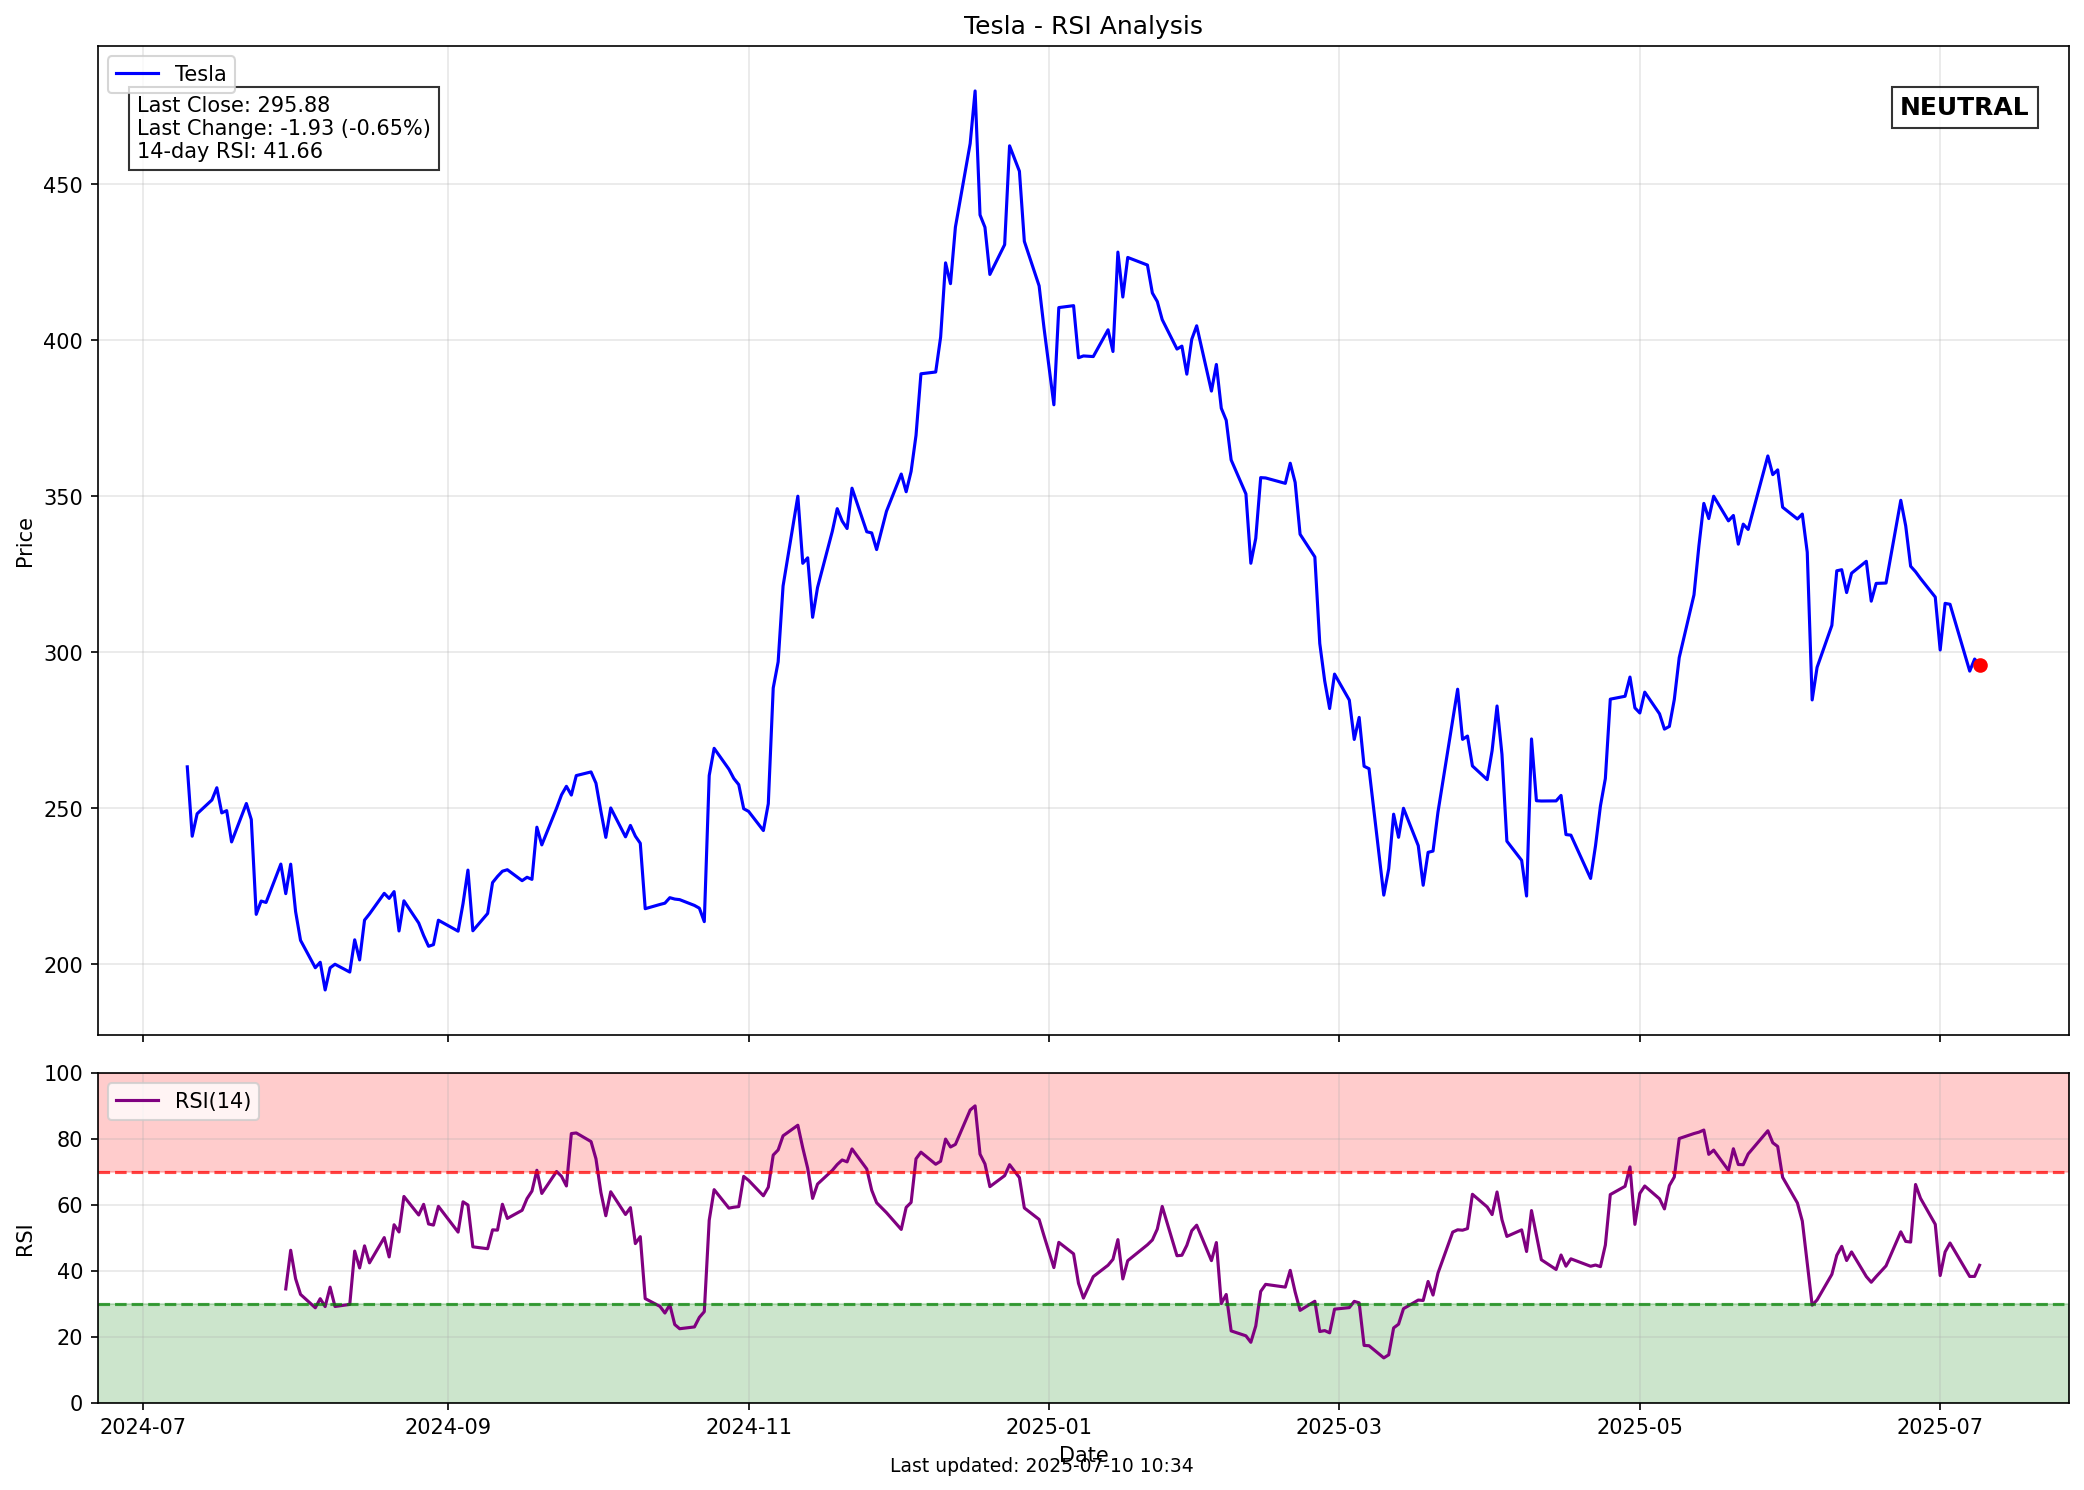 Tesla - RSI Analysis
Tesla
Last Close: 295.88
Last Change: -1.93 (-0.65%)
14-day RSI: 41.66
NEUTRAL
Price
450
400
350
300
250
200
RSI(14)
RSI
100
80
60
40
20
0
2024-07
2024-09
2024-11
2025-01
2025-03
2025-05
2025-07
Date
Last updated: 2025-07-10 10:34